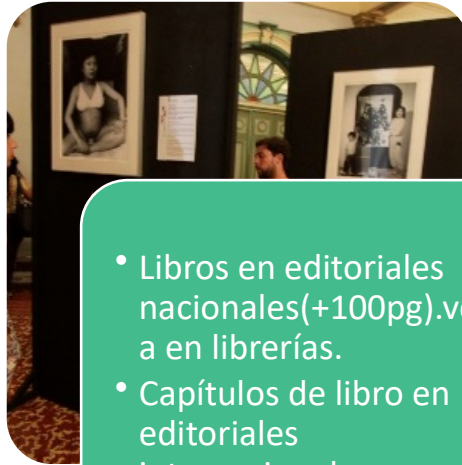 • Libros en editoriales
nacionales(+100pg).v
a en librerías.
• Capítulos de libro en
editoriales